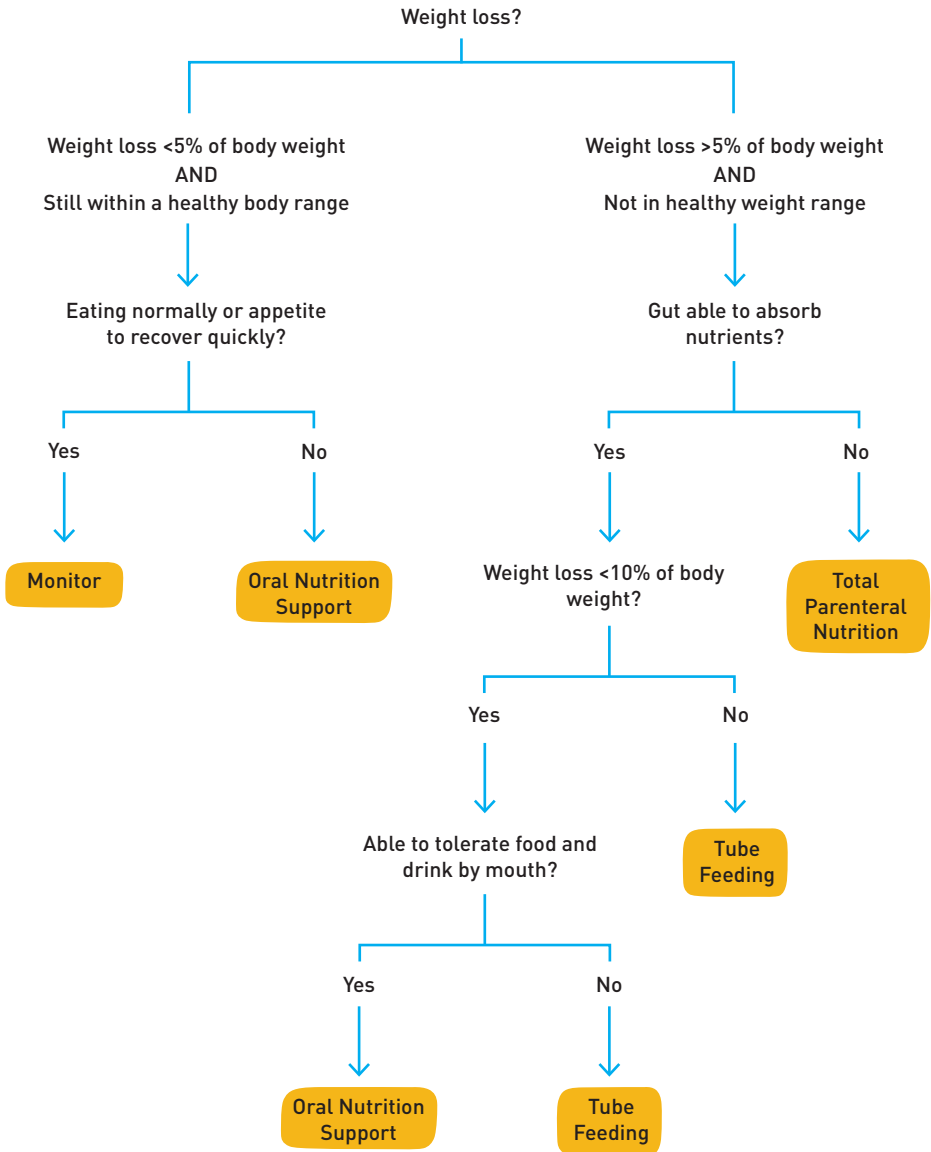 Weight loss?
Weight loss <5% of body weight
AND
Still within a healthy body range
Weight loss >5% of body weight
AND
Not in healthy weight range
Eating normally or appetite
to recover quickly?
Gut able to absorb
nutrients?
Yes
No
Yes
No
Monitor
Oral Nutrition
Support
Weight loss <10% of body
weight?
Total
Parenteral
Nutrition
Yes
No
Able to tolerate food and
drink by mouth?
Tube
Feeding
Yes
No
Oral Nutrition
Support
Tube
Feeding